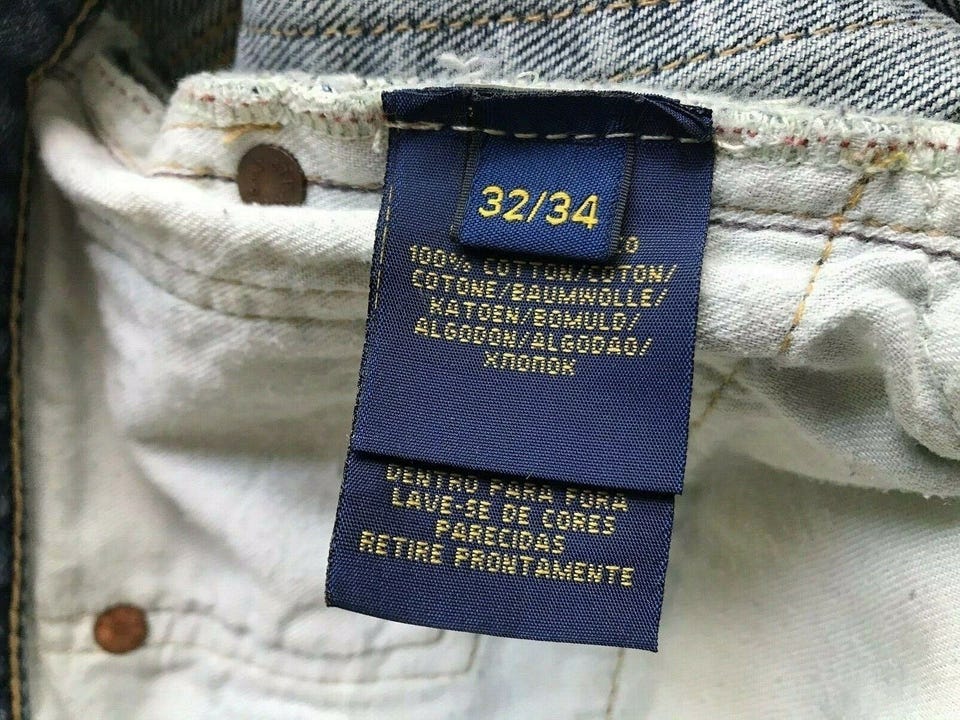 32/34
100% COTTON/COTON/
COTONE/BAUMWOLLE/
KATOEN/BOMULD/
ALGODON/ALGODAO/
ХЛОПОК
DENTRO PARA FORA
LAVE-SE DE CORES
PARECIDAS
RETIRE PRONTAMENTE